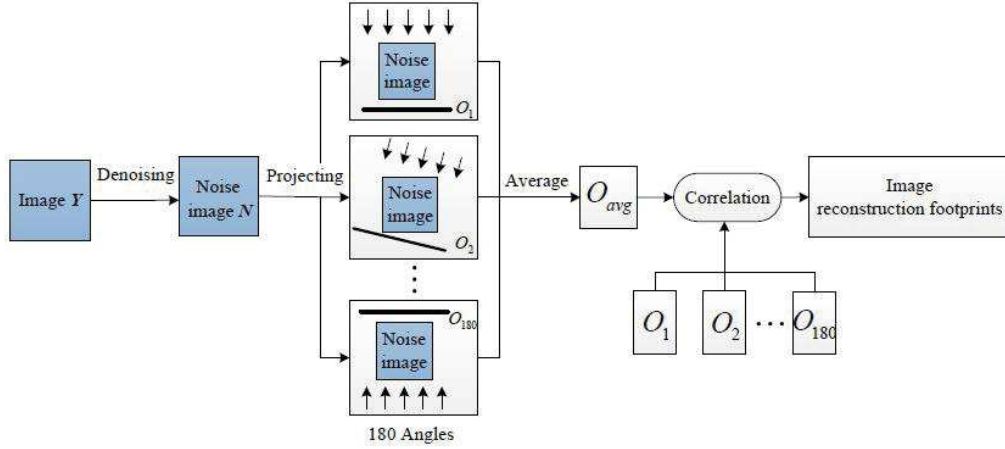 Image Y
Denoising
Noise
image N
Projecting
Noise
image
O1
Noise
image
O2
O180
Noise
image
180 Angles
Average
Oavg
Correlation
Image
reconstruction footprints
O1
O2
...
O180